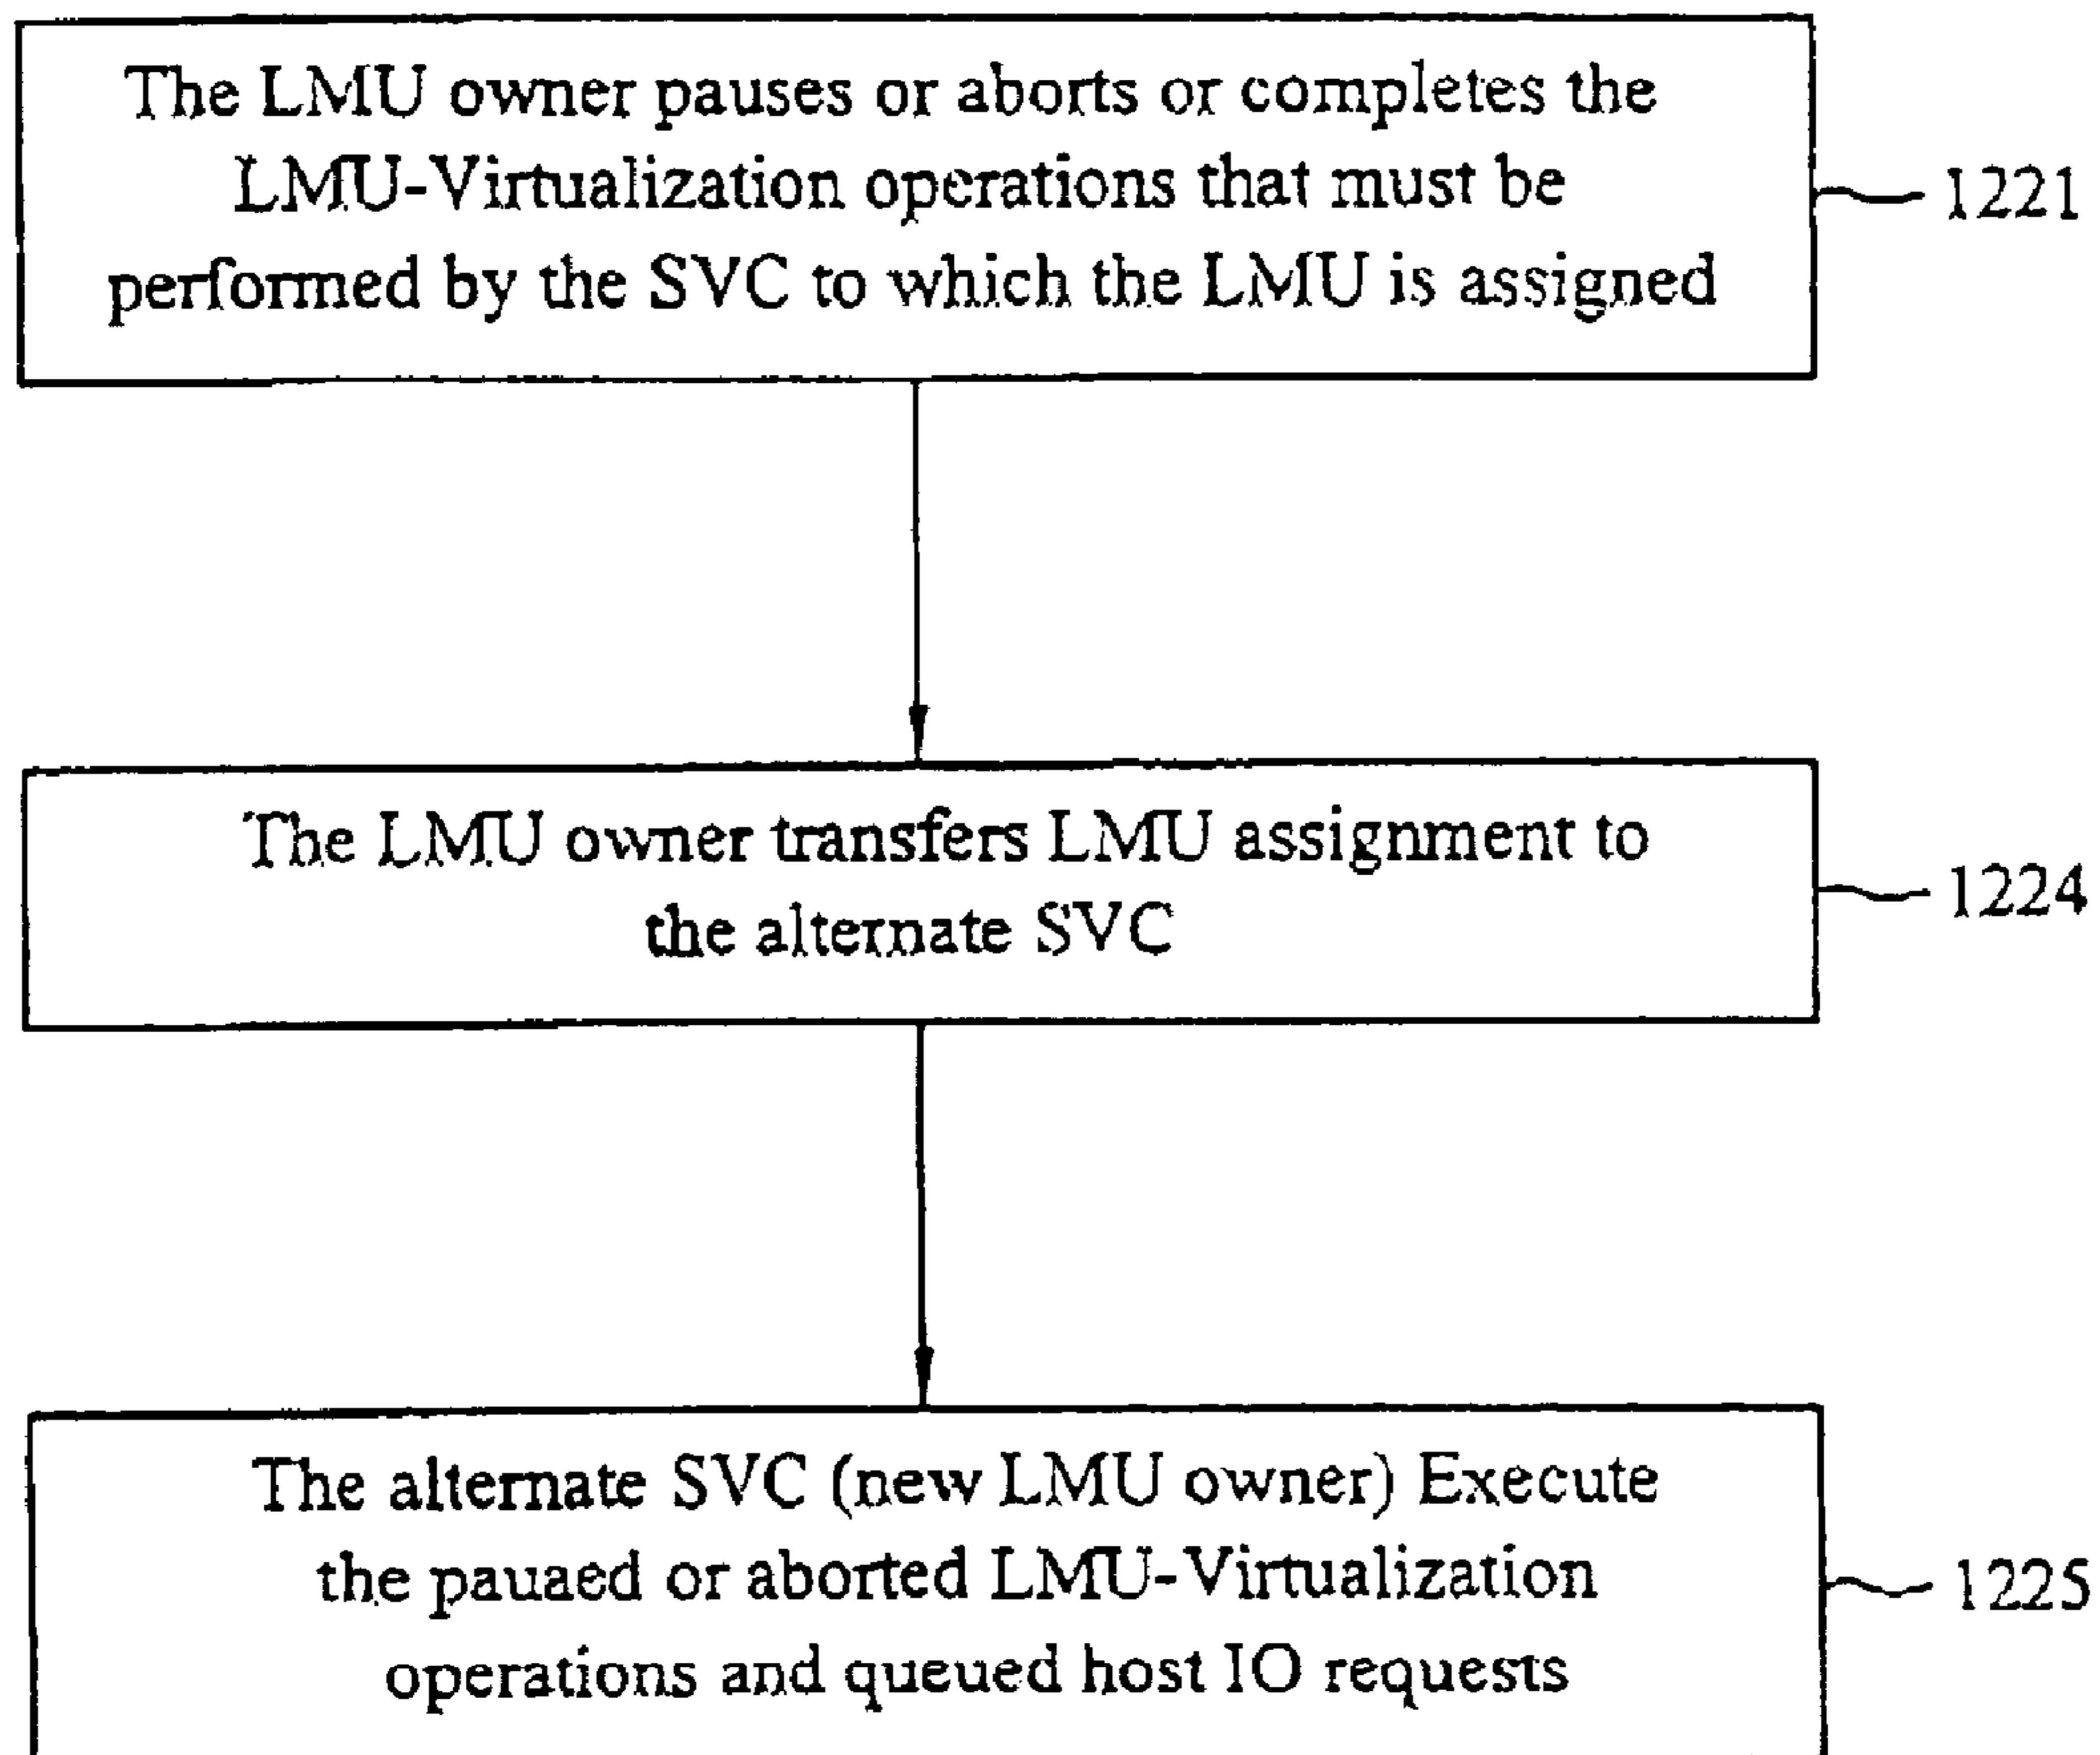 The LMU owner pauses or aborts or completes the
LMU-Virtualization operations that must be
performed by the SVC to which the LMU is assigned
1221
The LMU owner transfers LMU assignment to
the alternate SVC
1224
The alternate SVC (new LMU owner) Execute
the pauaed or aborted LMU-Virtualization
operations and queued host IO requests
1225